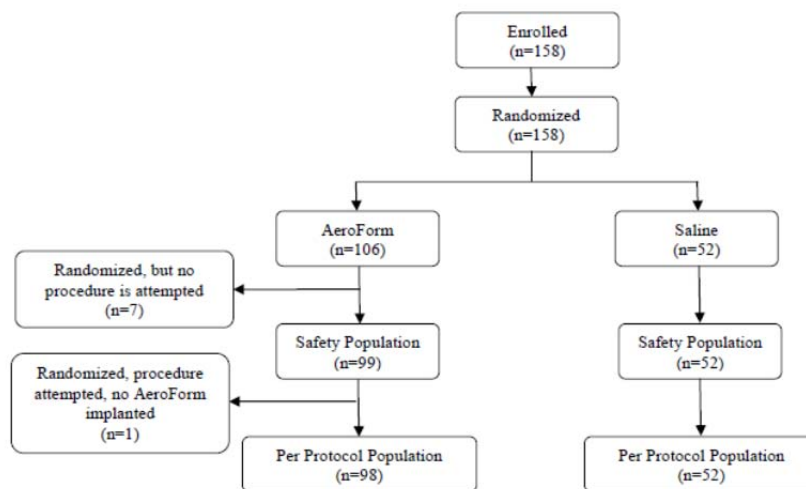 Enrolled
(n=158)
Randomized
(n=158)
AeroForm
(n=106)
Saline
(n=52)
Randomized, but no
procedure is attempted
(n=7)
Safety Population
(n=99)
Safety Population
(n=52)
Randomized, procedure
attempted, no AeroForm
implanted
(n=1)
Per Protocol Population
(n=98)
Per Protocol Population
(n=52)